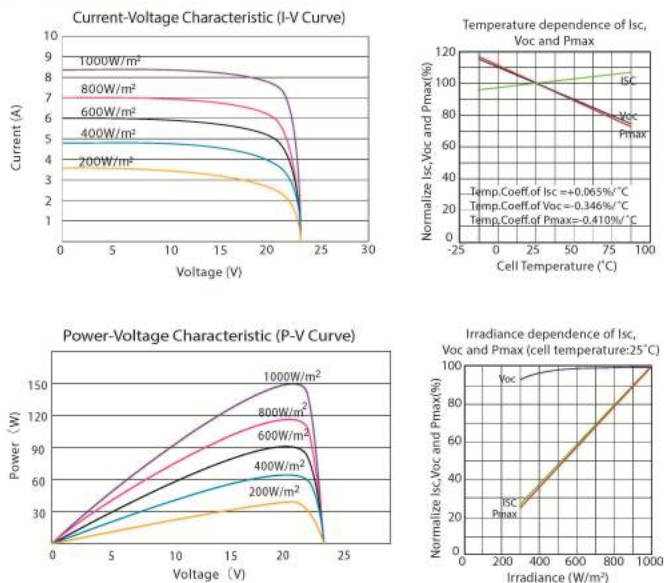 Current-Voltage Characteristic (I-V Curve)
Current (A)
10
9
8
7
6
5
4
3
2
1
1000W/m²
800W/m²
600W/m²
400W/m²
200W/m²
0 5 10 15 20 25 30
Voltage (V)
Temperature dependence of Isc,
Voc and Pmax
Normalize Isc,Voc and Pmax(%)
120
100
80
60
40
20
0
ISC
Voc
Pmax
Temp.Coeff.of Isc =+0.065%/°C
Temp.Coeff.of Voc =-0.346%/°C
Temp.Coeff.of Pmax=-0.410%/°C
-25 0 25 50 75 100
Cell Temperature (°C)
Power-Voltage Characteristic (P-V Curve)
Power (W)
150
120
90
60
30
1000W/m²
800W/m²
600W/m²
400W/m²
200W/m²
0 5 10 15 20 25
Voltage (V)
Irradiance dependence of Isc,
Voc and Pmax (cell temperature:25°C)
Normalize Isc,Voc and Pmax(%)
100
80
60
40
20
0
Voc
ISC
Pmax
0 200 400 600 800 1000
Irradiance (W/m²)